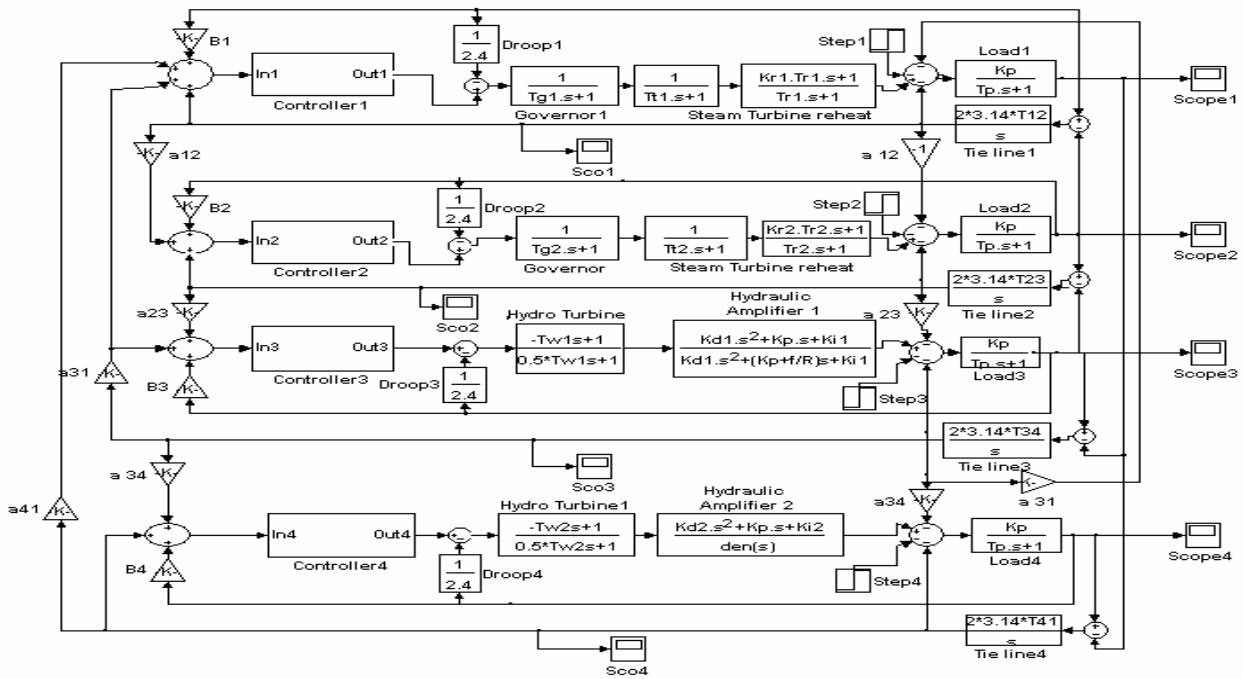 -K-
B1
In1
Out1
Controller1
1
2.4
Droop1
1
Tg1.s+1
Governor1
1
Tt1.s+1
Kr1.Tr1.s+1
Tr1.s+1
Steam Turbine reheat
Step1
Load1
Kp
Tp.s+1
Scope1
2*3.14*T12
s
Tie line1
-K-
a12
Sco1
a 12
-1
-K-
B2
In2
Out2
Controller2
1
2.4
Droop2
1
Tg2.s+1
Governor
1
Tt2.s+1
Kr2.Tr2.s+1
Tr2.s+1
Steam Turbine reheat
Step2
Load2
Kp
Tp.s+1
Scope2
2*3.14*T23
s
Tie line2
a23
-K-
Sco2
a 23
K-
In3
Out3
Controller3
B3
-K-
Droop3
1
2.4
Hydro Turbine
-Tw1s+1
0.5*Tw1s+1
Hydraulic
Amplifier 1
Kd1.s²+Kp.s+Ki1
Kd1.s²+(Kp+f/R)s+Ki1
Step3
Kp
Tp.s+1
Load3
Scope3
a31
-K-
2*3.14*T34
s
Tie line3
Sco3
a 31
K-
a 34
-K-
a41
-K-
In4
Out4
Controller4
B4
-K-
1
2.4
Droop4
Hydro Turbine1
-Tw2s+1
0.5*Tw2s+1
Hydraulic
Amplifier 2
Kd2.s²+Kp.s+Ki2
den(s)
a34
-K-
Step4
Kp
Tp.s+1
Load4
Scope4
2*3.14*T41
s
Tie line4
Sco4